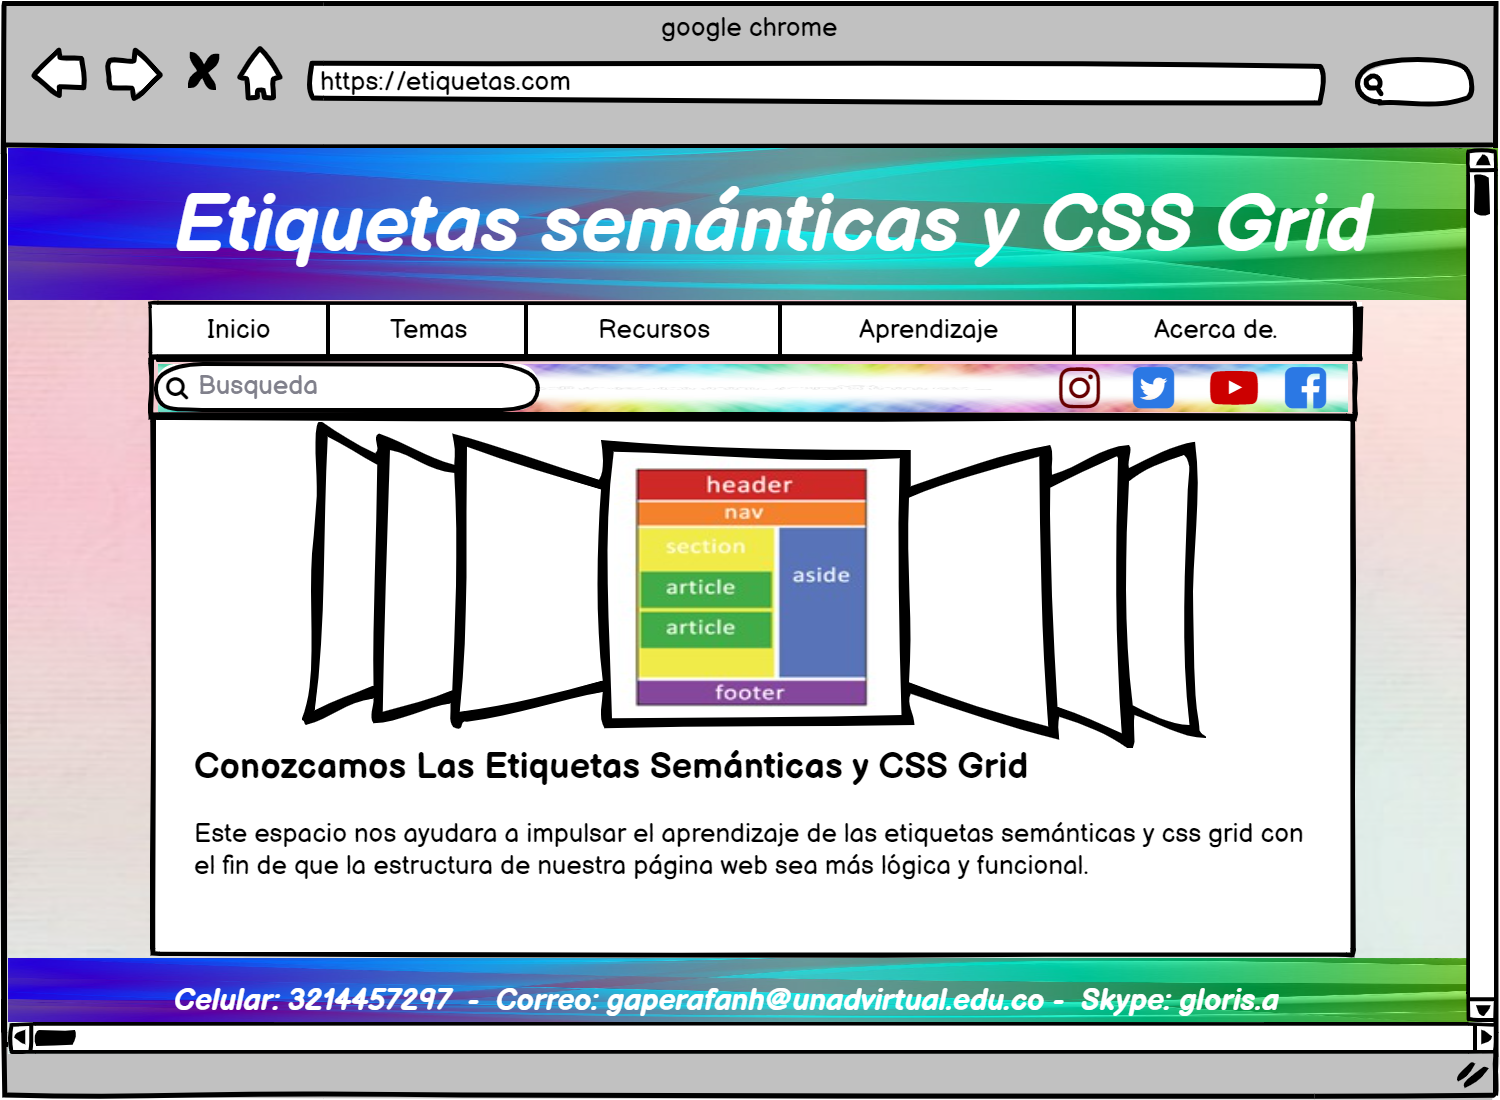 google chrome
https://etiquetas.com
Etiquetas semánticas y CSS Grid
Inicio
Temas
Recursos
Aprendizaje
Acerca de.
Busqueda
header
nav
section
article
article
aside
footer
Conozcamos Las Etiquetas Semánticas y CSS Grid
Este espacio nos ayudara a impulsar el aprendizaje de las etiquetas semánticas y css grid con
el fin de que la estructura de nuestra página web sea más lógica y funcional.
Celular: 3214457297 - Correo: gaperafanh@unadvirtual.edu.co - Skype: gloris.a